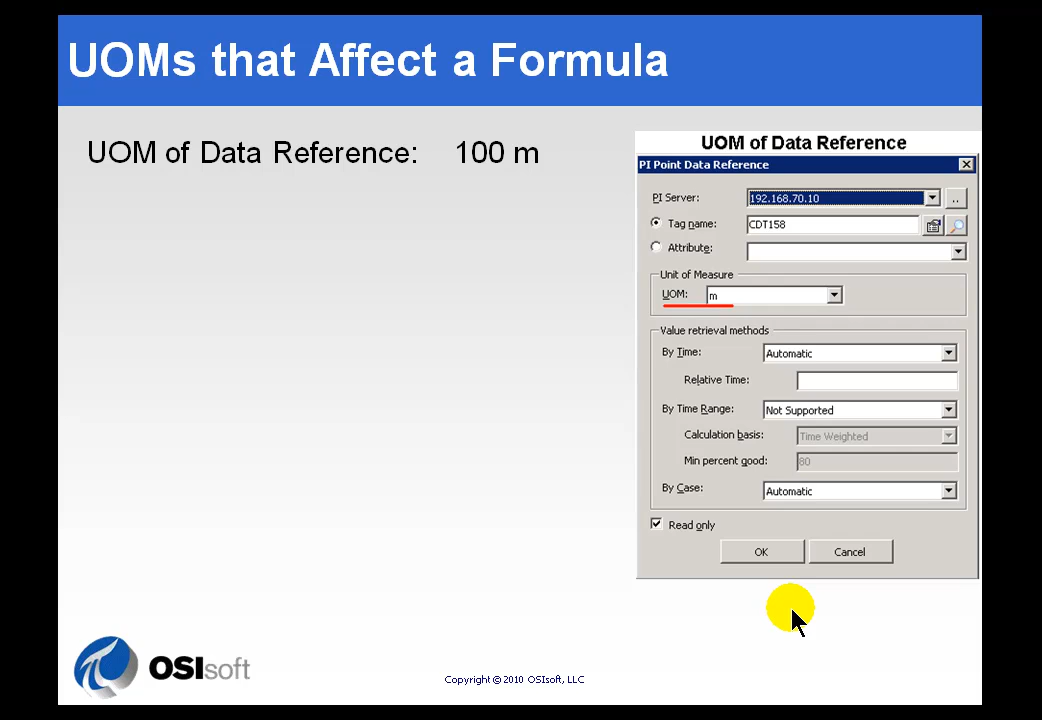 UOMs that Affect a Formula
UOM of Data Reference: 100 m
UOM of Data Reference
PI Point Data Reference
PI Server: 192.168.70.10 ..
Tag name: CDT158
Attribute:
Unit of Measure
UOM: m
Value retrieval methods
By Time: Automatic
Relative Time:
By Time Range: Not Supported
Calculation basis: Time Weighted
Min percent good: 80
By Case: Automatic
Read only
OK Cancel
OSIsoft
Copyright © 2010 OSIsoft, LLC